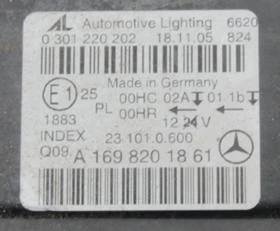 AL Automotive Lighting 6620
0 301 220 202 18.11.05 824
Made in Germany
E1 25 00HC 02A 01 1b
PL 00HR
1883 12 24V
INDEX 23 101.0.600
Q09 A 169 820 18 61